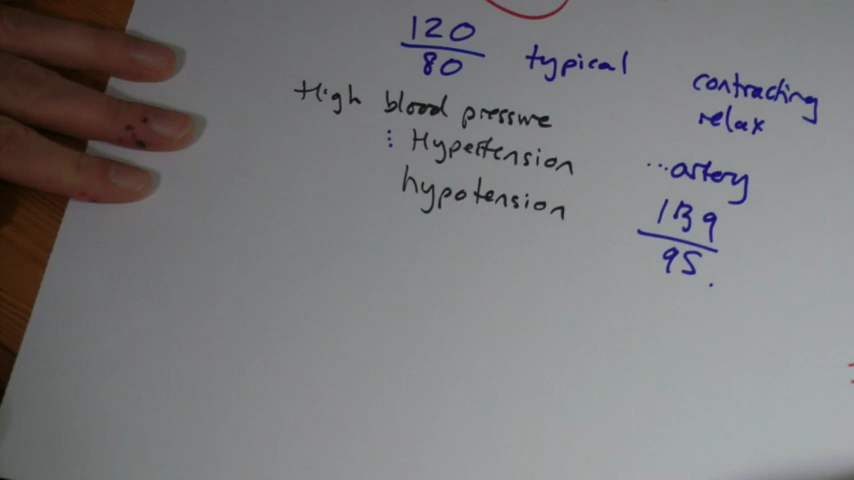 120
80
typical
High blood pressure
: Hypertension
hypotension
contracting
relax
...artery
139
95.